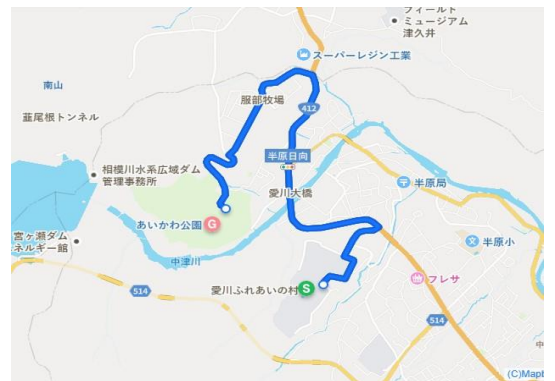 フィールド
ミュージアム
津久井
スーパーレジン工業
南山
服部牧場
412
韮尾根トンネル
半原日向
相模川水系広域ダム
管理事務所
半原局
愛川大橋
あいかわ公園
G
宮ヶ瀬ダム
ネルギー館
中津川
半原小
愛川ふれあいの村
S
フレサ
514
514
中
(C)Mapb